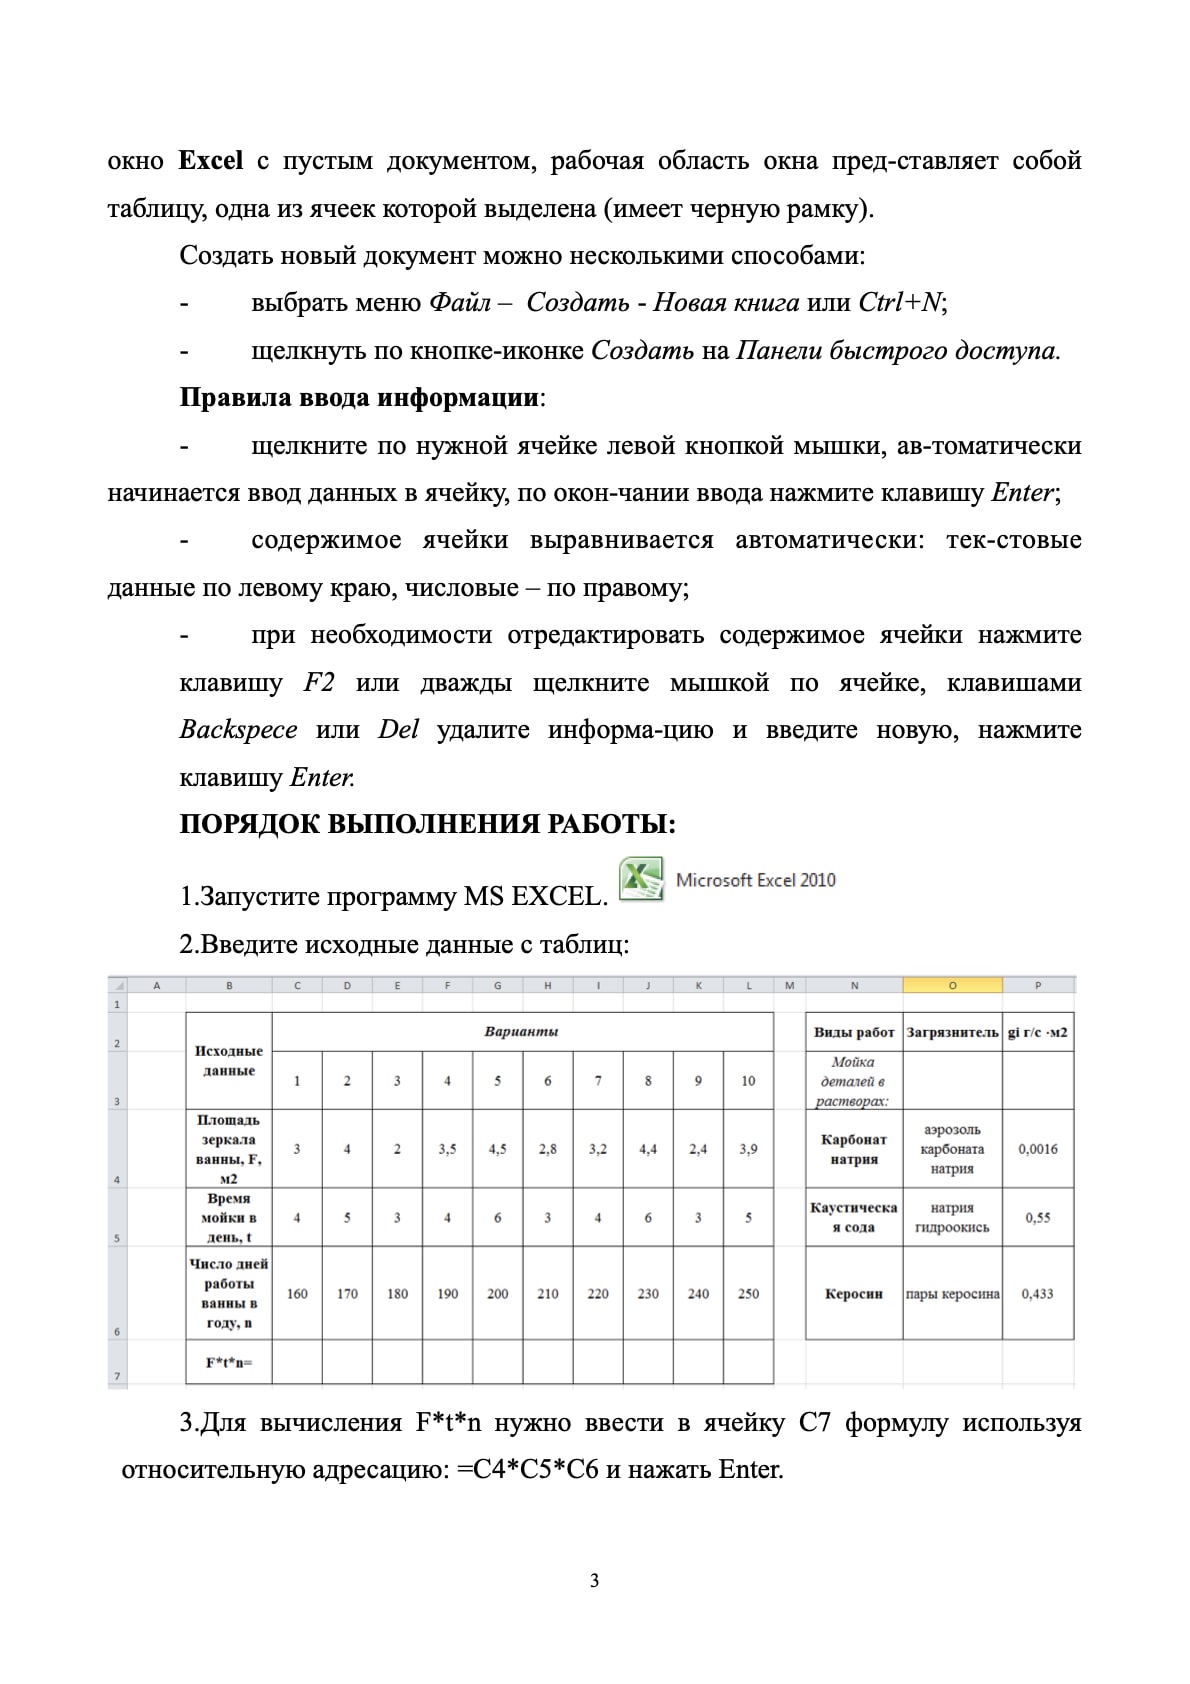 окно Excel с пустым документом, рабочая область окна пред-ставляет собой
таблицу, одна из ячеек которой выделена (имеет черную рамку).
Создать новый документ можно несколькими способами:
- выбрать меню Файл – Создать - Новая книга или Ctrl+N;
- щелкнуть по кнопке-иконке Создать на Панели быстрого доступа.
Правила ввода информации:
- щелкните по нужной ячейке левой кнопкой мышки, ав-томатически
начинается ввод данных в ячейку, по окон-чании ввода нажмите клавишу Enter;
- содержимое ячейки выравнивается автоматически: тек-стовые
данные по левому краю, числовые – по правому;
- при необходимости отредактировать содержимое ячейки нажмите
клавишу F2 или дважды щелкните мышкой по ячейке, клавишами
Backspece или Del удалите информа-цию и введите новую, нажмите
клавишу Enter.
ПОРЯДОК ВЫПОЛНЕНИЯ РАБОТЫ:
1.Запустите программу MS EXCEL. Microsoft Excel 2010
2.Введите исходные данные с таблиц:
A B C D E F G H I J K L M N O P
1
2 Исходные данные Варианты Виды работ Загрязнитель gi г/с ·м2
3 1 2 3 4 5 6 7 8 9 10 Мойка деталей в растворах:
4 Площадь зеркала ванны, F, м2 3 4 2 3,5 4,5 2,8 3,2 4,4 2,4 3,9 Карбонат натрия аэрозоль карбоната натрия 0,0016
5 Время мойки в день, t 4 5 3 4 6 3 4 6 3 5 Каустическа я сода натрия гидроокись 0,55
6 Число дней работы ванны в году, n 160 170 180 190 200 210 220 230 240 250 Керосин пары керосина 0,433
7 F*t*n=
3.Для вычисления F*t*n нужно ввести в ячейку C7 формулу используя
относительную адресацию: =C4*C5*C6 и нажать Enter.
3